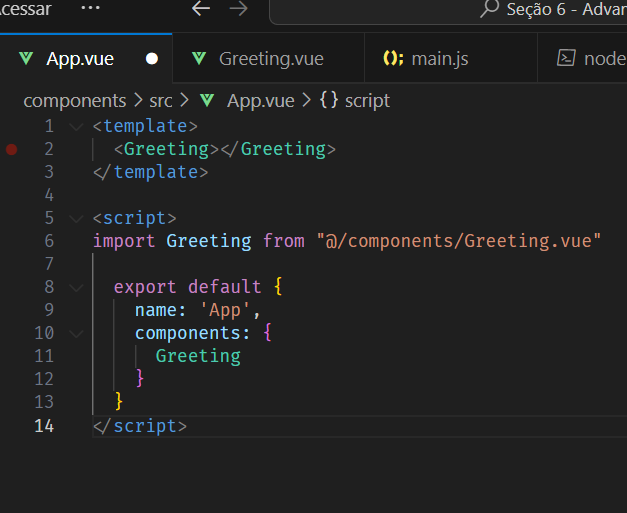 Acessar ··· ← → Seção 6 - Advan
App.vue ● Greeting.vue main.js node
components > src > App.vue > {} script
1 <template>
2 <Greeting></Greeting>
3 </template>
4
5 <script>
6 import Greeting from "@/components/Greeting.vue"
7
8 export default {
9 name: 'App',
10 components: {
11 Greeting
12 }
13 }
14 </script>